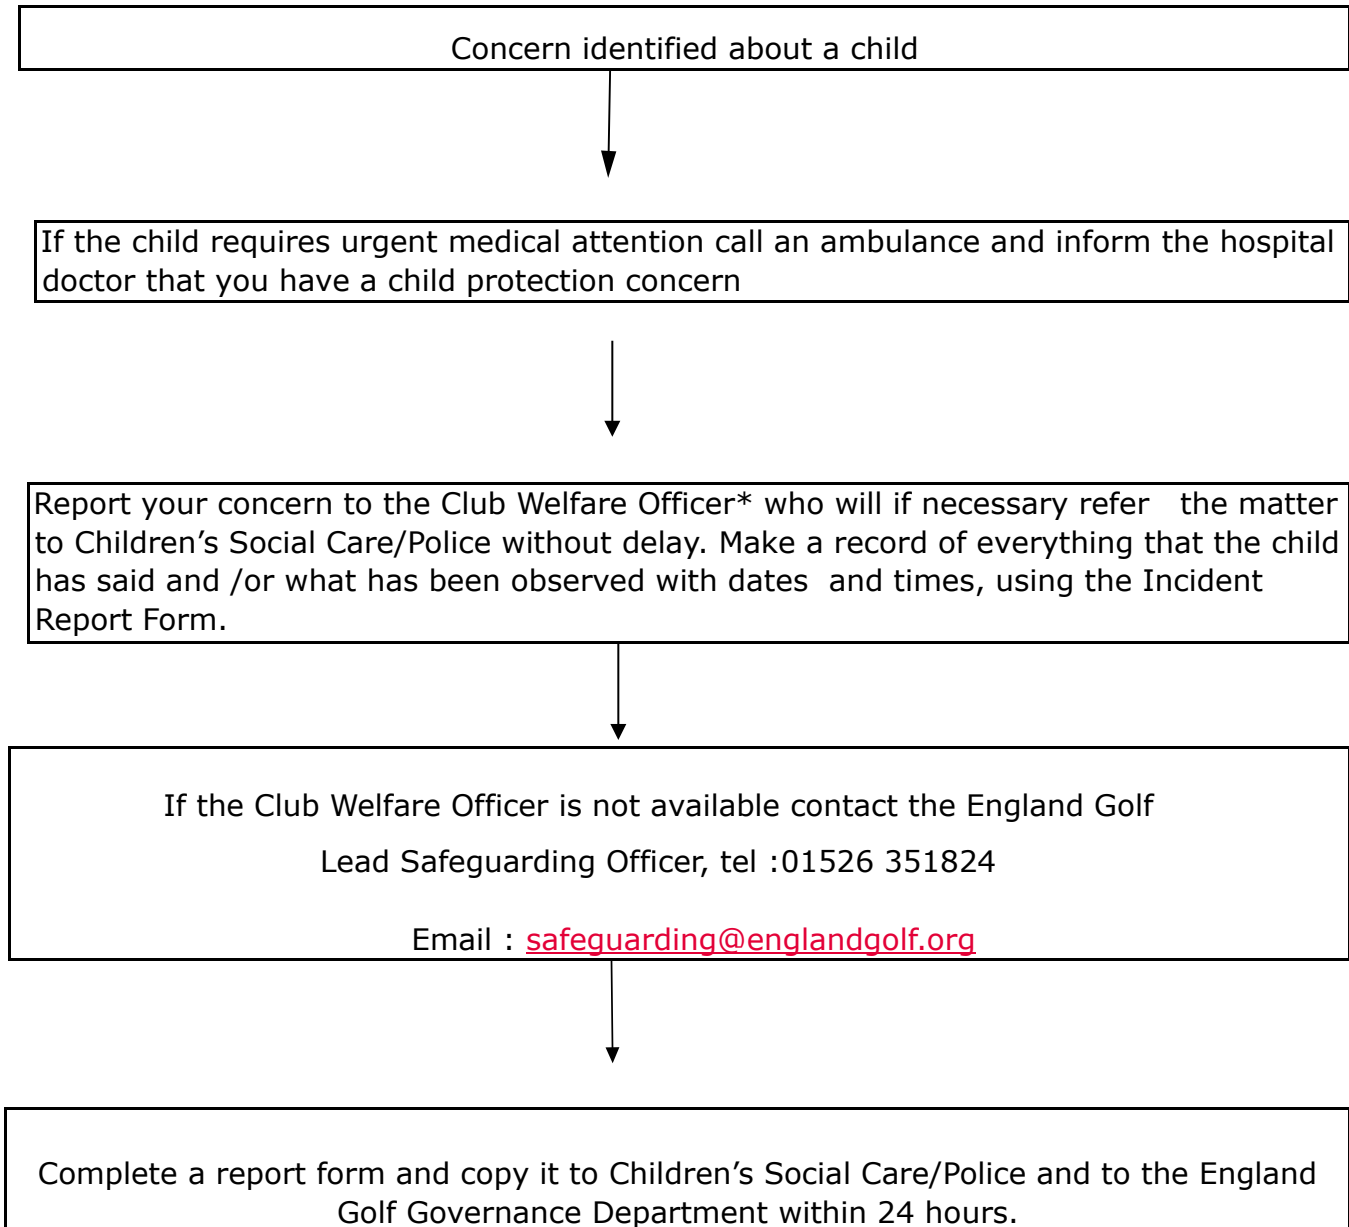 Concern identified about a child
If the child requires urgent medical attention call an ambulance and inform the hospital
doctor that you have a child protection concern
Report your concern to the Club Welfare Officer* who will if necessary refer   the matter
to Children’s Social Care/Police without delay. Make a record of everything that the child
has said and /or what has been observed with dates  and times, using the Incident
Report Form.
If the Club Welfare Officer is not available contact the England Golf
Lead Safeguarding Officer, tel :01526 351824
Email : safeguarding@englandgolf.org
Complete a report form and copy it to Children’s Social Care/Police and to the England
Golf Governance Department within 24 hours.